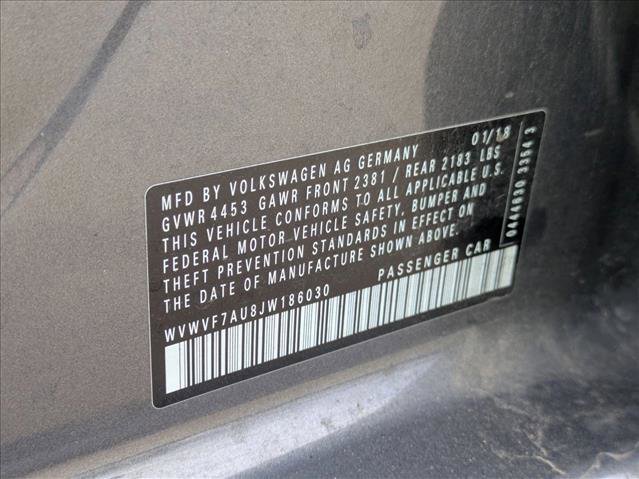 MFD BY VOLKSWAGEN AG GERMANY 01/18
GVWR 4453 GAWR FRONT 2381 / REAR 2183 LBS
THIS VEHICLE CONFORMS TO ALL APPLICABLE U.S.
FEDERAL MOTOR VEHICLE SAFETY, BUMPER AND
THEFT PREVENTION STANDARDS IN EFFECT ON
THE DATE OF MANUFACTURE SHOWN ABOVE.
WVWVF7AU8JW186030 PASSENGER CAR
3354 3